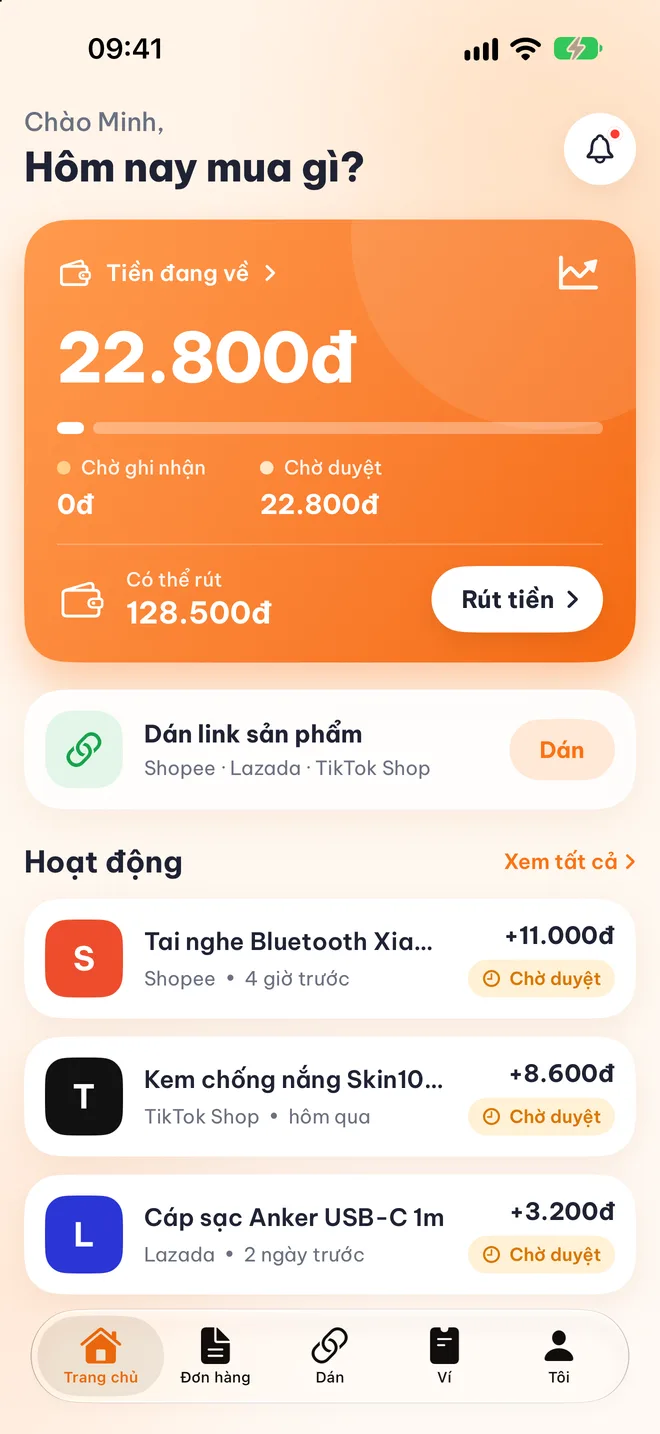 09:41
Chào Minh,
Hôm nay mua gì?
Tiền đang về
22.800đ
Chờ ghi nhận
Chờ duyệt
0đ
22.800đ
Có thể rút
128.500đ
Rút tiền
Dán link sản phẩm
Shopee · Lazada · TikTok Shop
Dán
Hoạt động
Xem tất cả
S
Tai nghe Bluetooth Xia...
Shopee • 4 giờ trước
+11.000đ
Chờ duyệt
T
Kem chống nắng Skin10...
TikTok Shop • hôm qua
+8.600đ
Chờ duyệt
L
Cáp sạc Anker USB-C 1m
Lazada • 2 ngày trước
+3.200đ
Chờ duyệt
Trang chủ
Đơn hàng
Dán
Ví
Tôi